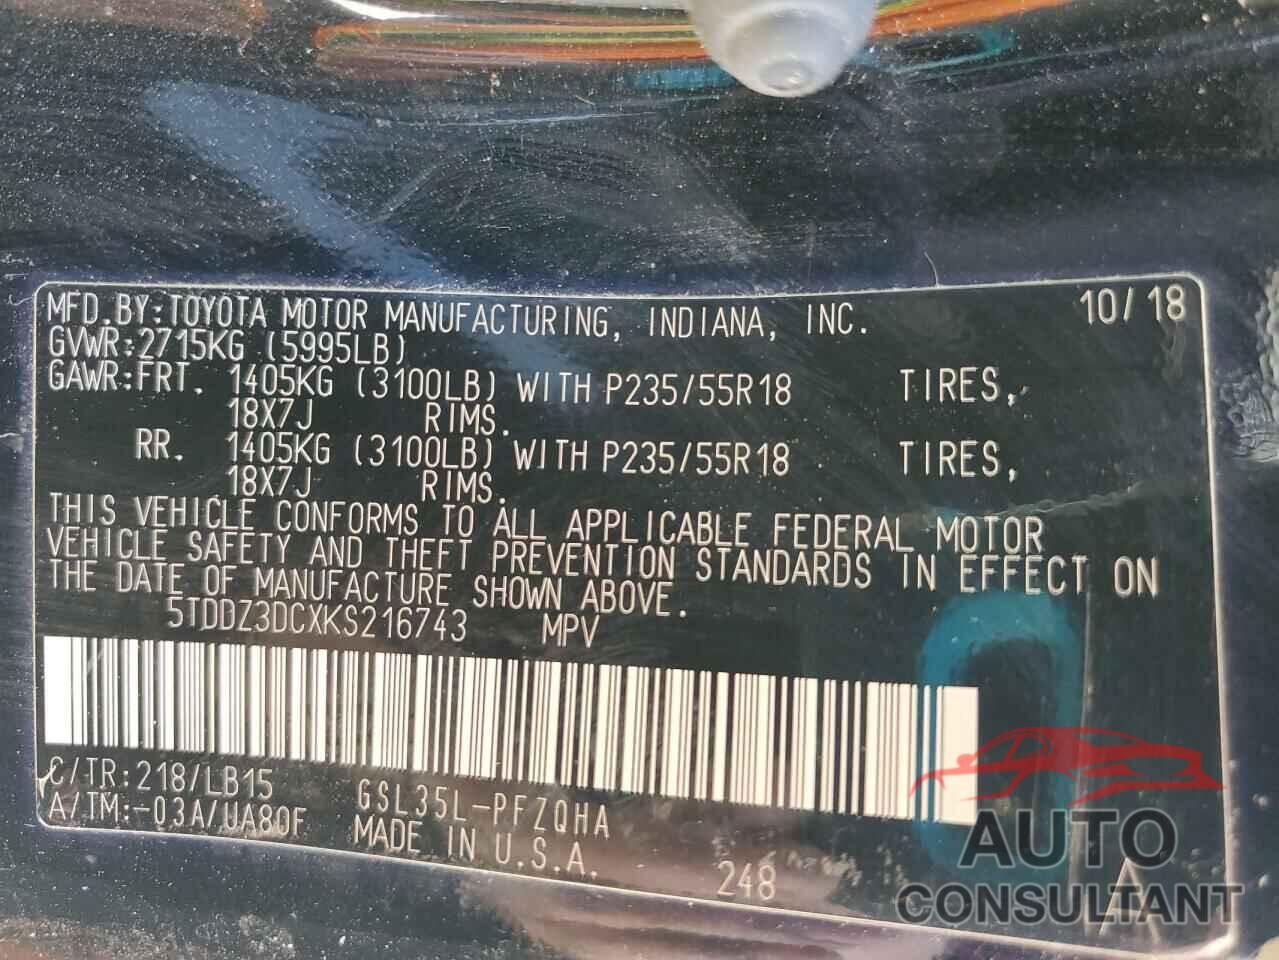 MFD.BY:TOYOTA MOTOR MANUFACTURING, INDIANA, INC. 10/18
GVWR:2715KG (5995LB)
GAWR:FRT. 1405KG (3100LB) WITH P235/55R18 TIRES,
18X7J RIMS.
RR. 1405KG (3100LB) WITH P235/55R18 TIRES,
18X7J RIMS.
THIS VEHICLE CONFORMS TO ALL APPLICABLE FEDERAL MOTOR
VEHICLE SAFETY AND THEFT PREVENTION STANDARDS IN EFFECT ON
THE DATE OF MANUFACTURE SHOWN ABOVE.
5TDDZ3DCXKS216743 MPV
C/TR:218/LB15 GSL35L-PFZQHA
A/TM:-03A/UA80F MADE IN U.S.A. 248
AUTO
CONSULTANT